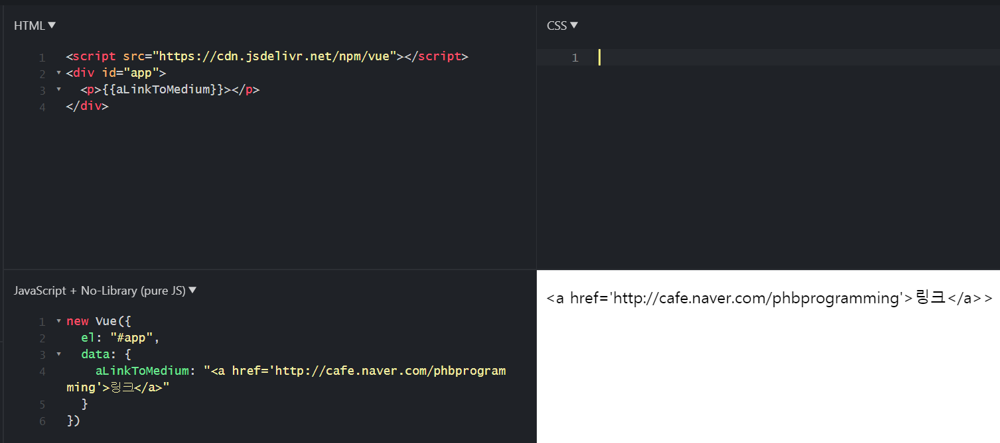 HTML▼
1 <script src="https://cdn.jsdelivr.net/npm/vue"></script>
2 ▾ <div id="app">
3 ▾   <p>{{aLinkToMedium}}></p>
4 </div>
CSS▼
1
JavaScript + No-Library (pure JS)▼
1 ▾ new Vue({
2   el: "#app",
3 ▾   data: {
4     aLinkToMedium: "<a href='http://cafe.naver.com/phbprogram
ming'>링크</a>"
5   }
6 })
<a href='http://cafe.naver.com/phbprogramming'>링크</a>>